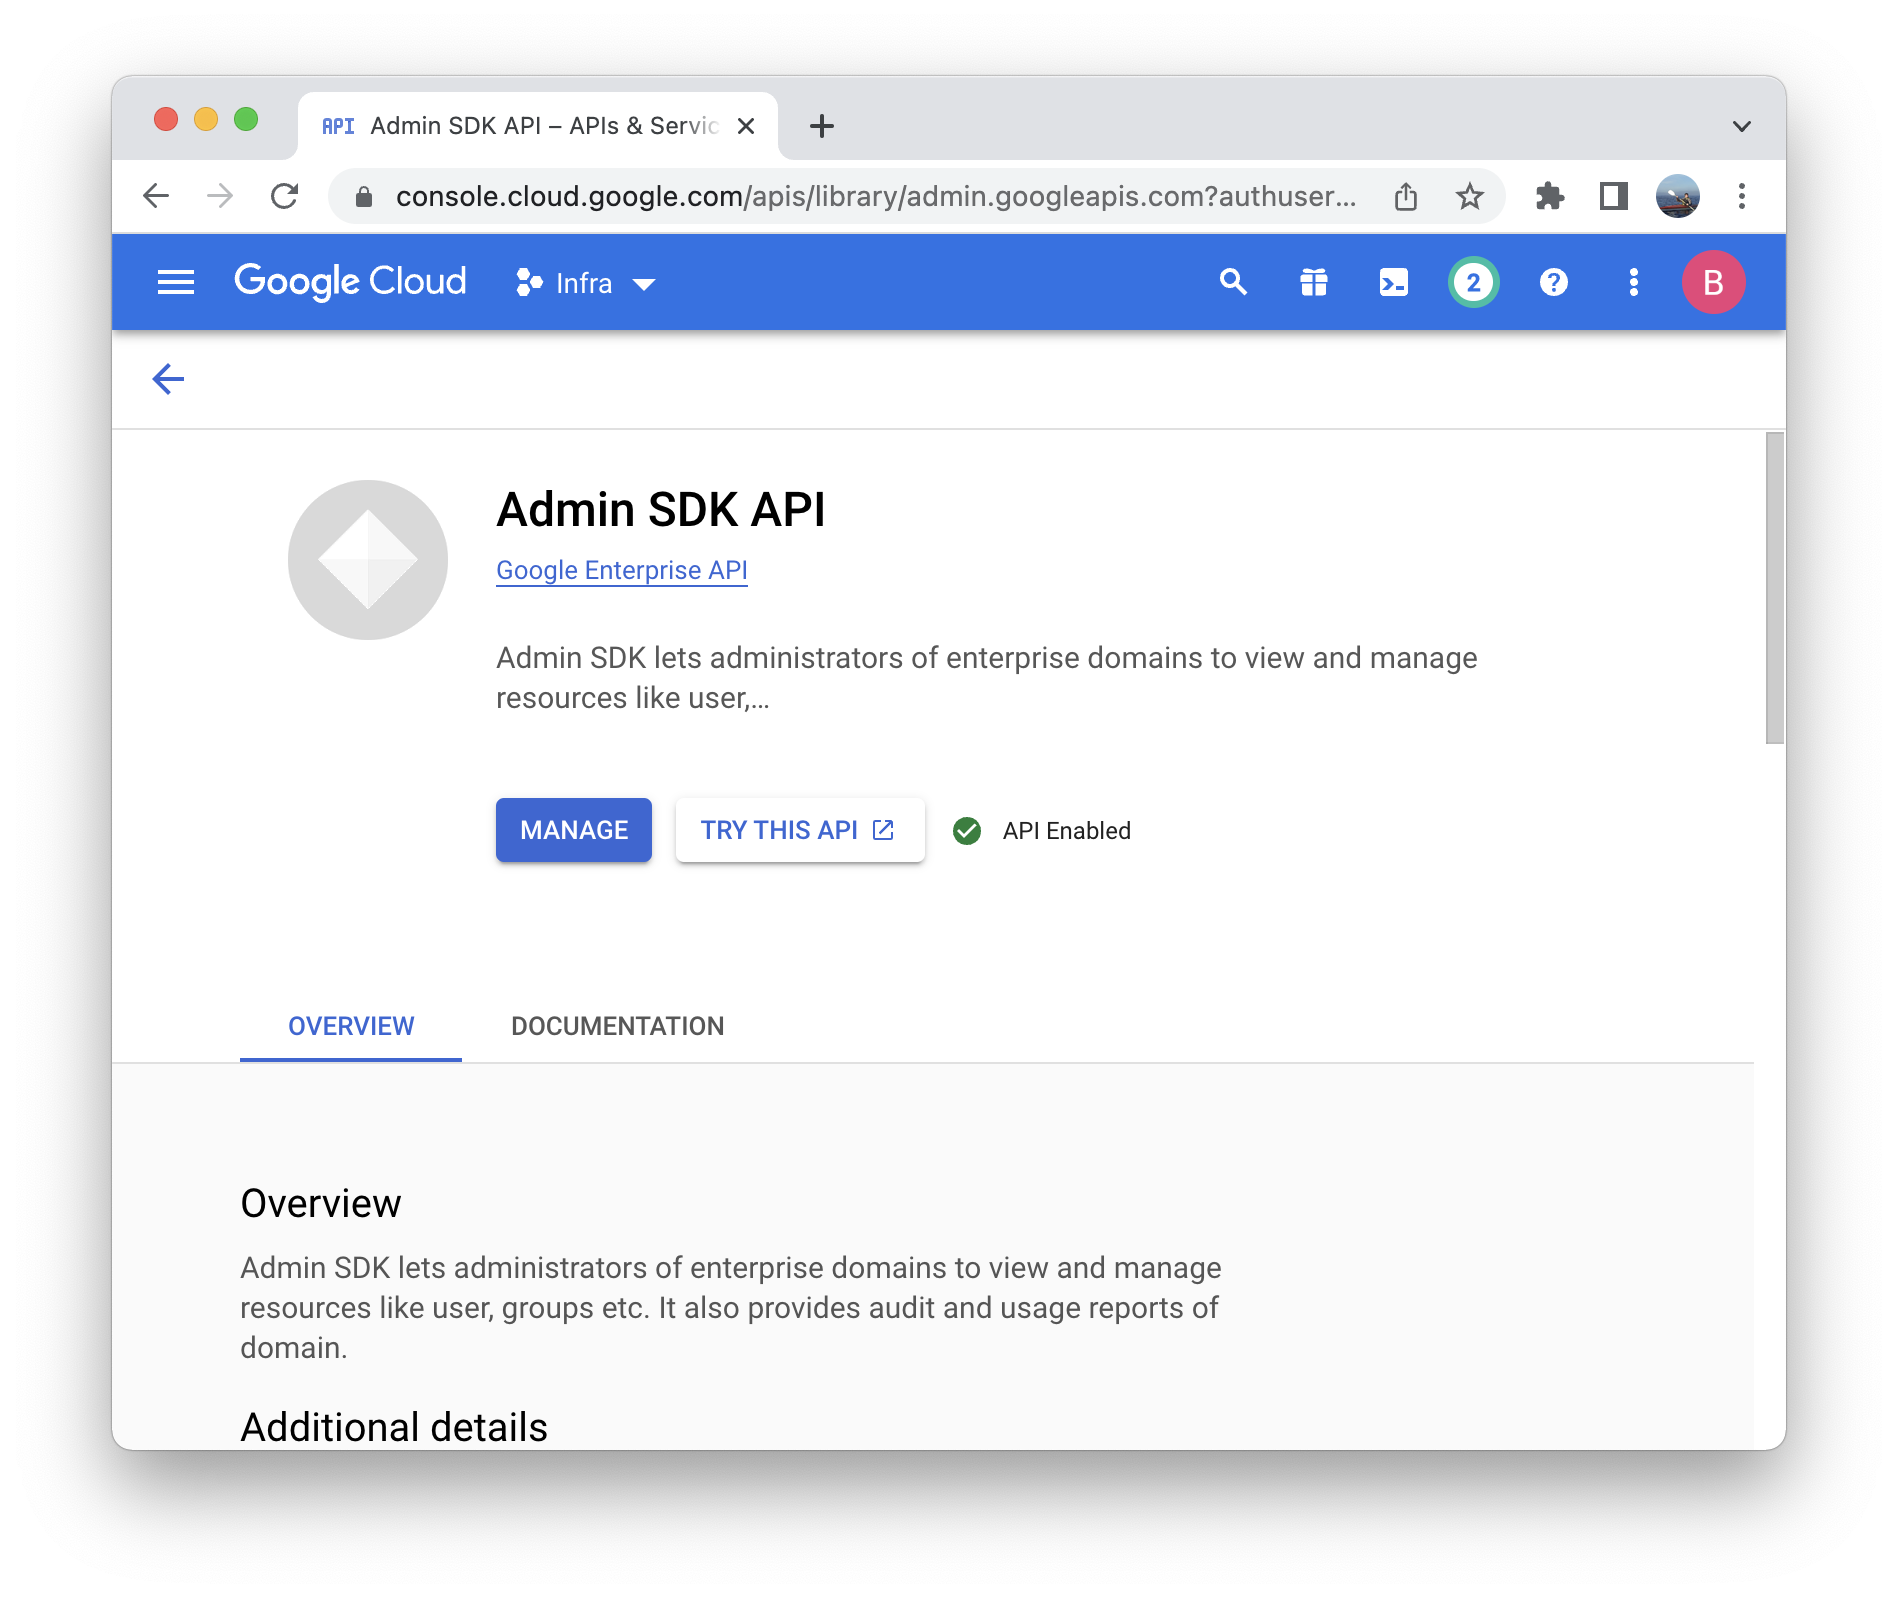 API Admin SDK API – APIs & Servic
console.cloud.google.com/apis/library/admin.googleapis.com?authuser...
Google Cloud Infra 2 ? B
Admin SDK API
Google Enterprise API
Admin SDK lets administrators of enterprise domains to view and manage
resources like user,...
MANAGE TRY THIS API API Enabled
OVERVIEW DOCUMENTATION
Overview
Admin SDK lets administrators of enterprise domains to view and manage
resources like user, groups etc. It also provides audit and usage reports of
domain.
Additional details